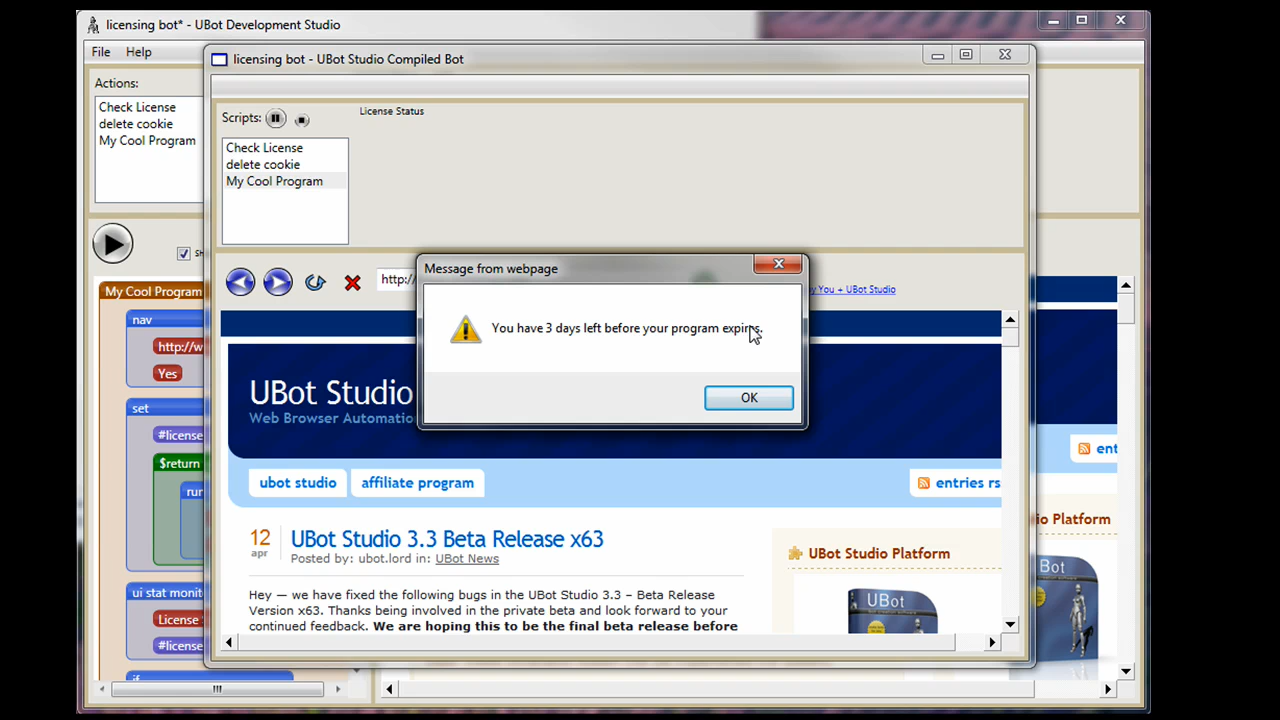 licensing bot* - UBot Development Studio
File Help
Actions:
Check License
delete cookie
My Cool Program
licensing bot - UBot Studio Compiled Bot
Scripts:
License Status
Check License
delete cookie
My Cool Program
http://
by You + UBot Studio
Message from webpage
You have 3 days left before your program expires.
OK
My Cool Program
nav
http://w
Yes
set
#license
$return
run
ui stat monit
License
#license
if
UBot Studio
Web Browser Automatio
ubot studio
affiliate program
entries rs
12
apr
UBot Studio 3.3 Beta Release x63
Posted by: ubot.lord in: UBot News
Hey — we have fixed the following bugs in the UBot Studio 3.3 – Beta Release
Version x63. Thanks being involved in the private beta and look forward to your
continued feedback. We are hoping this to be the final beta release before
UBot Studio Platform
UBot
ent
io Platform
Bot